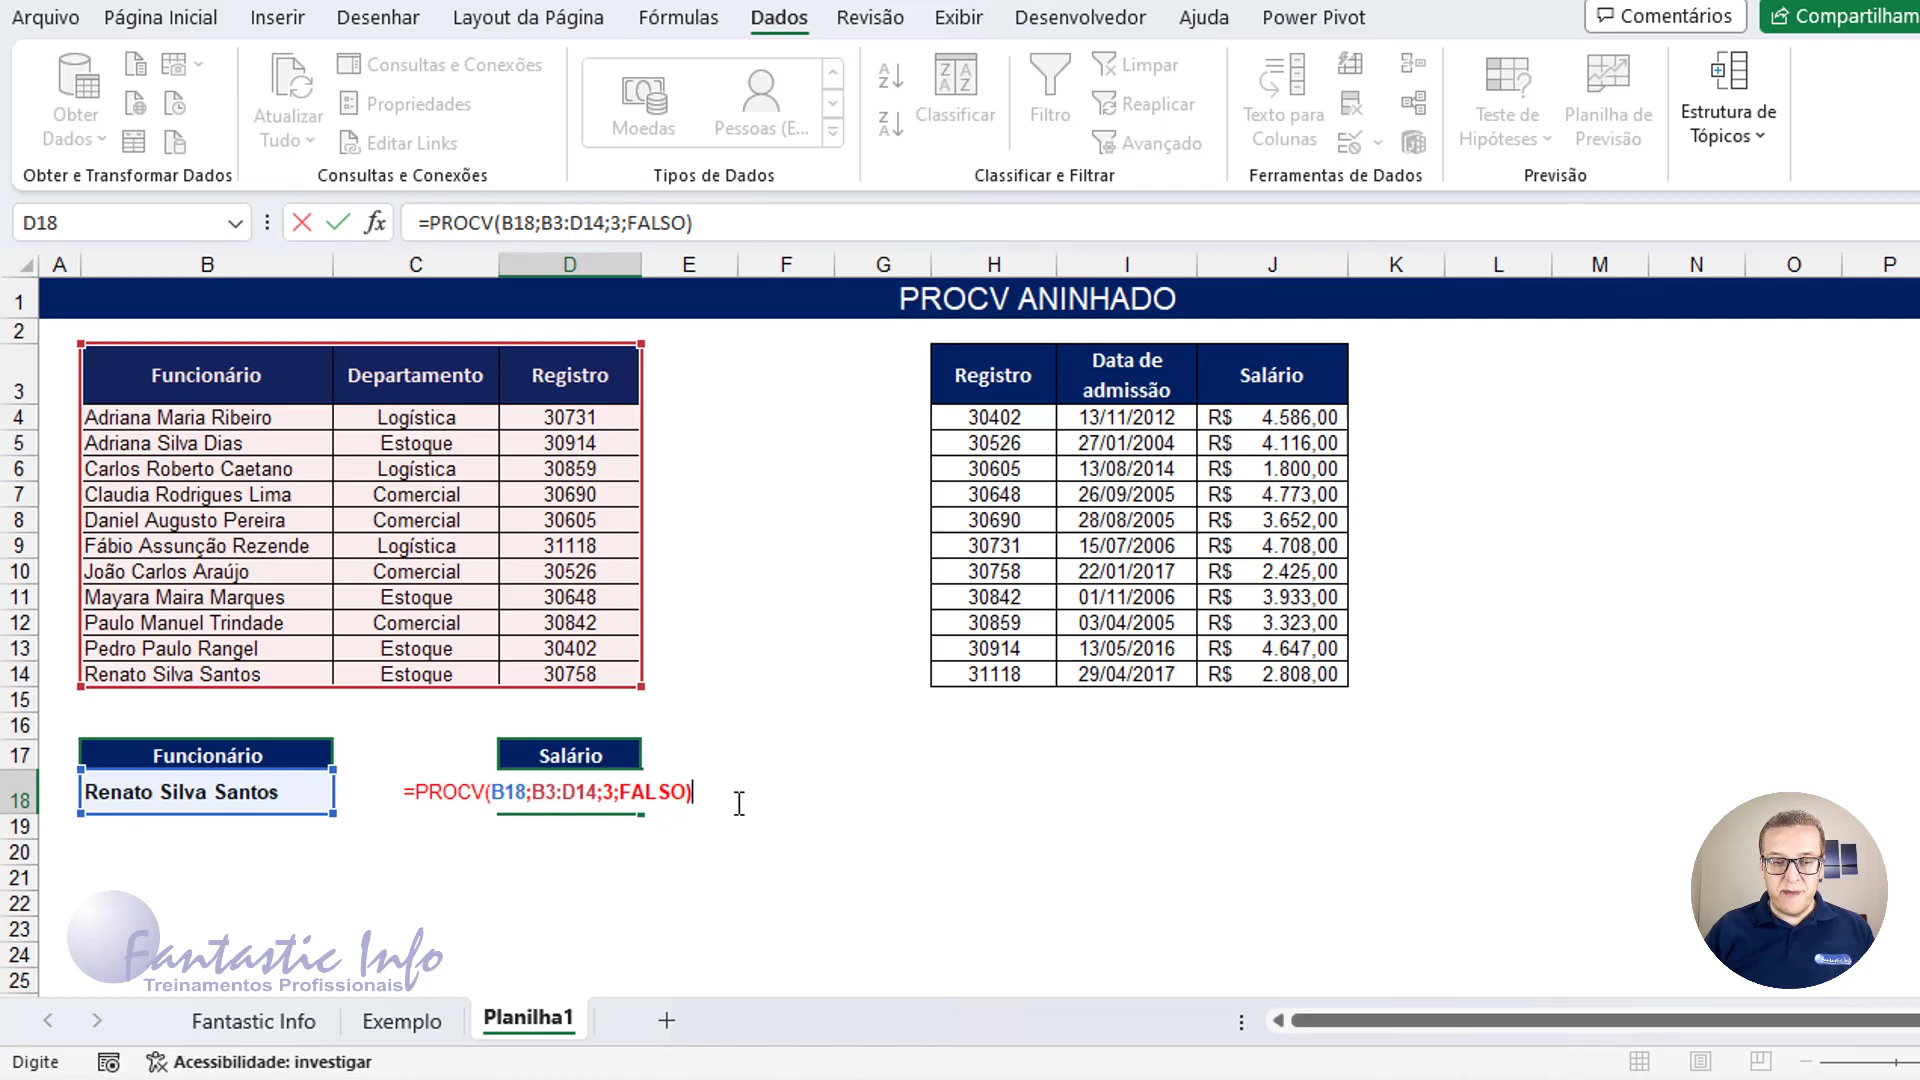 Arquivo Página Inicial Inserir Desenhar Layout da Página Fórmulas Dados Revisão Exibir Desenvolvedor Ajuda Power Pivot Comentários Compartilham
Obter Dados
Atualizar Tudo
Consultas e Conexões
Propriedades
Editar Links
Moedas
Pessoas (E...
Classificar
Filtro
Limpar
Reaplicar
Avançado
Texto para Colunas
Teste de Hipóteses
Planilha de Previsão
Estrutura de Tópicos
Obter e Transformar Dados Consultas e Conexões Tipos de Dados Classificar e Filtrar Ferramentas de Dados Previsão
D18 fx =PROCV(B18;B3:D14;3;FALSO)
A B C D E F G H I J K L M N O P
1 PROCV ANINHADO
2
3 Funcionário Departamento Registro Registro Data de admissão Salário
4 Adriana Maria Ribeiro Logística 30731 30402 13/11/2012 R$ 4.586,00
5 Adriana Silva Dias Estoque 30914 30526 27/01/2004 R$ 4.116,00
6 Carlos Roberto Caetano Logística 30859 30605 13/08/2014 R$ 1.800,00
7 Claudia Rodrigues Lima Comercial 30690 30648 26/09/2005 R$ 4.773,00
8 Daniel Augusto Pereira Comercial 30605 30690 28/08/2005 R$ 3.652,00
9 Fábio Assunção Rezende Logística 31118 30731 15/07/2006 R$ 4.708,00
10 João Carlos Araújo Comercial 30526 30758 22/01/2017 R$ 2.425,00
11 Mayara Maira Marques Estoque 30648 30842 01/11/2006 R$ 3.933,00
12 Paulo Manuel Trindade Comercial 30842 30859 03/04/2005 R$ 3.323,00
13 Pedro Paulo Rangel Estoque 30402 30914 13/05/2016 R$ 4.647,00
14 Renato Silva Santos Estoque 30758 31118 29/04/2017 R$ 2.808,00
15
16
17 Funcionário Salário
18 Renato Silva Santos =PROCV(B18;B3:D14;3;FALSO)
19
20
21
22
23
24
25
Fantastic Info
Treinamentos Profissionais
Fantastic Info Exemplo Planilha1
Digite Acessibilidade: investigar